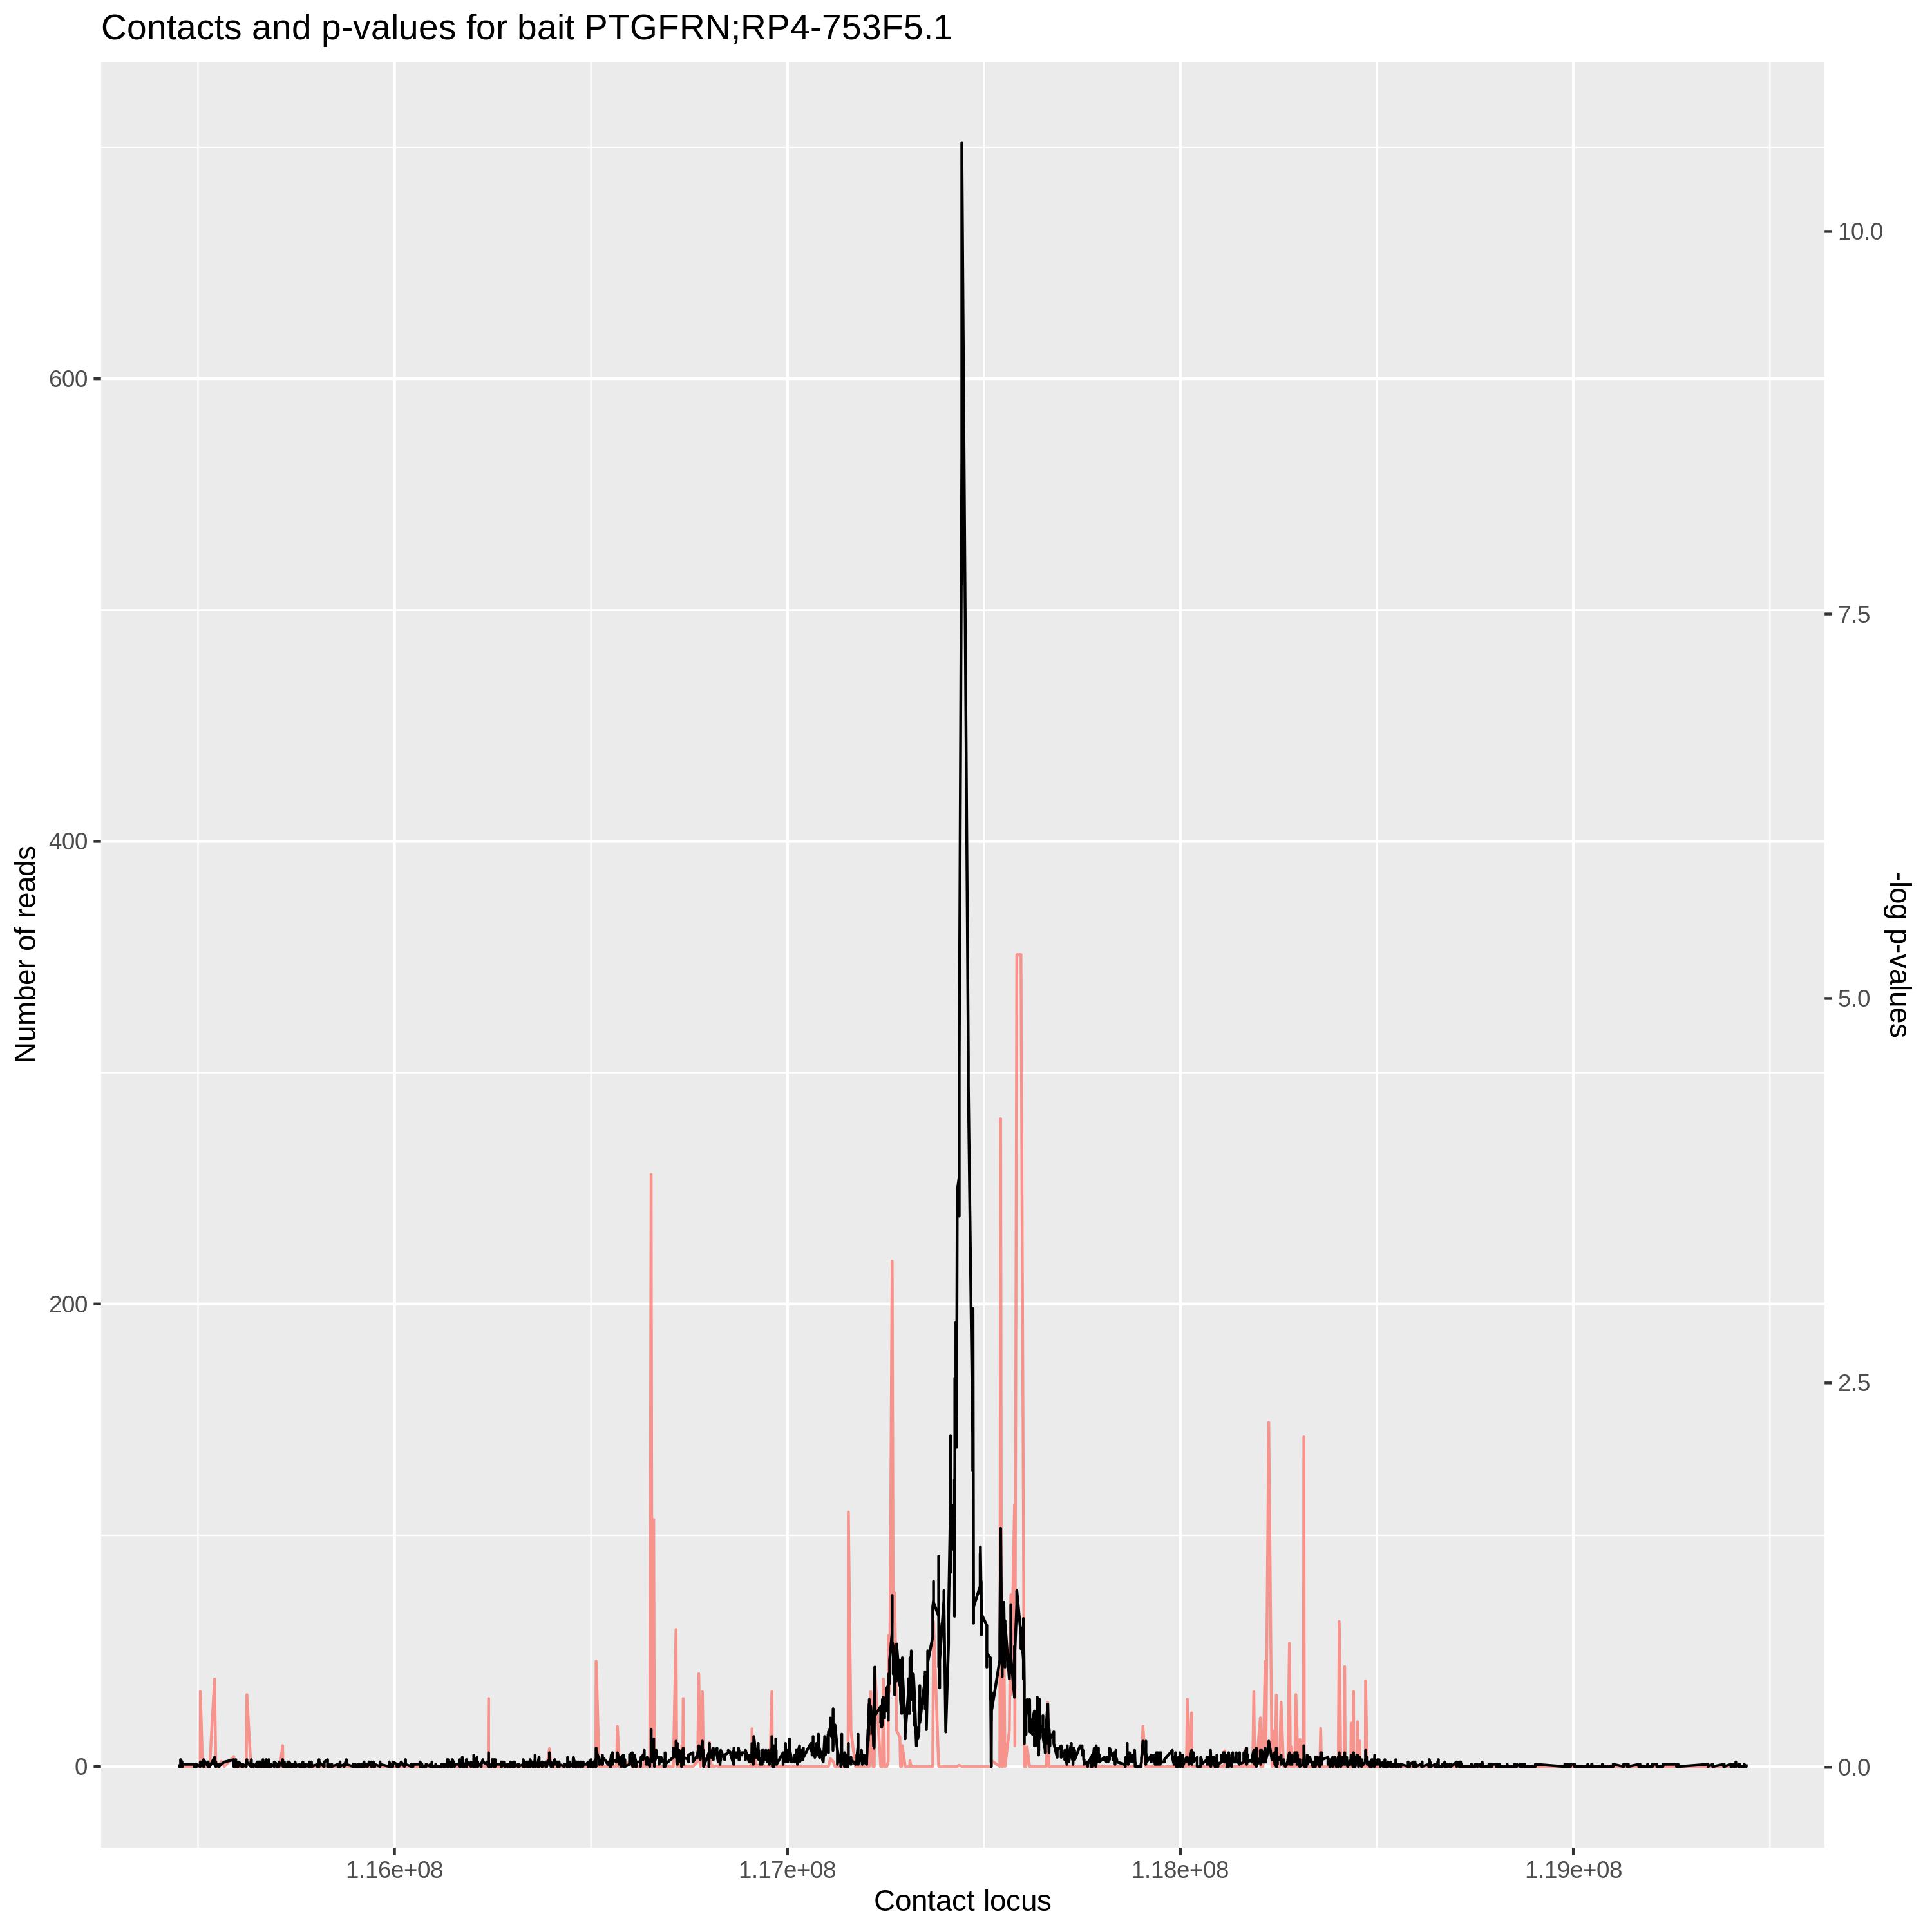 Contacts and p-values for bait PTGFRN;RP4-753F5.1
600
400
200
0
Number of reads
10.0
7.5
5.0
2.5
0.0
-log p-values
1.16e+08
1.17e+08
1.18e+08
1.19e+08
Contact locus